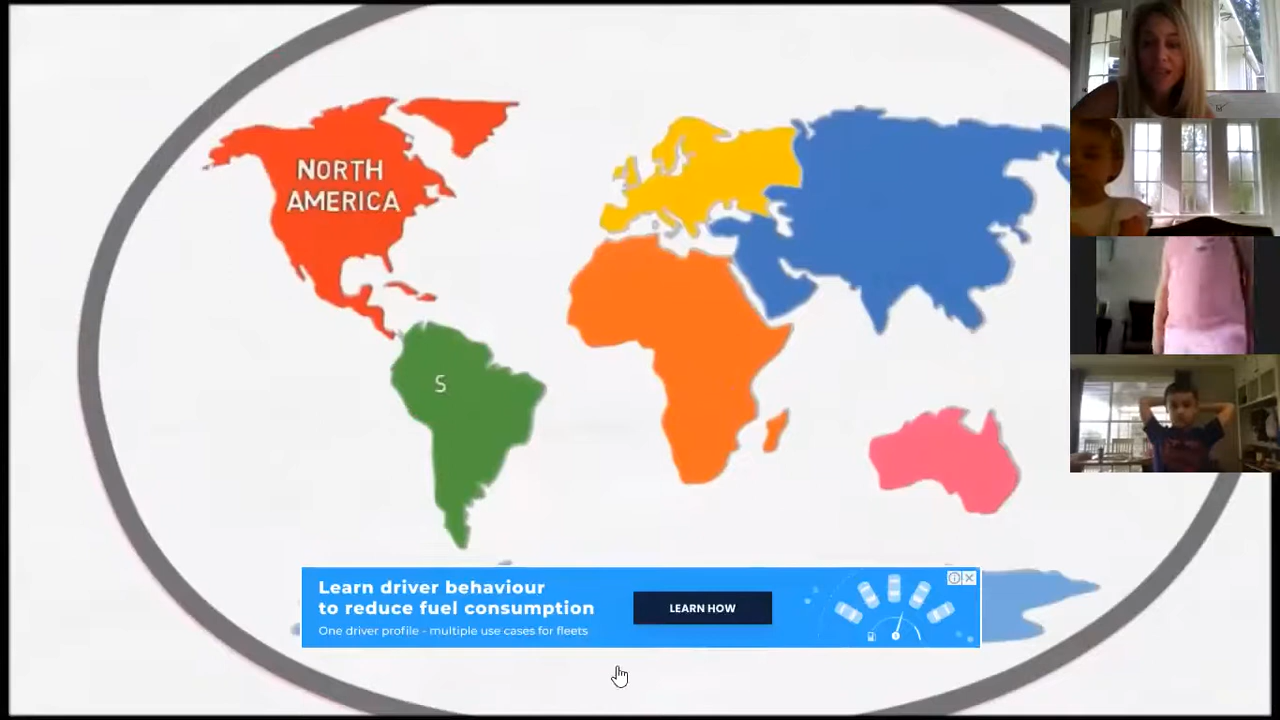 NORTH
AMERICA
S
Learn driver behaviour
to reduce fuel consumption
One driver profile - multiple use cases for fleets
LEARN HOW